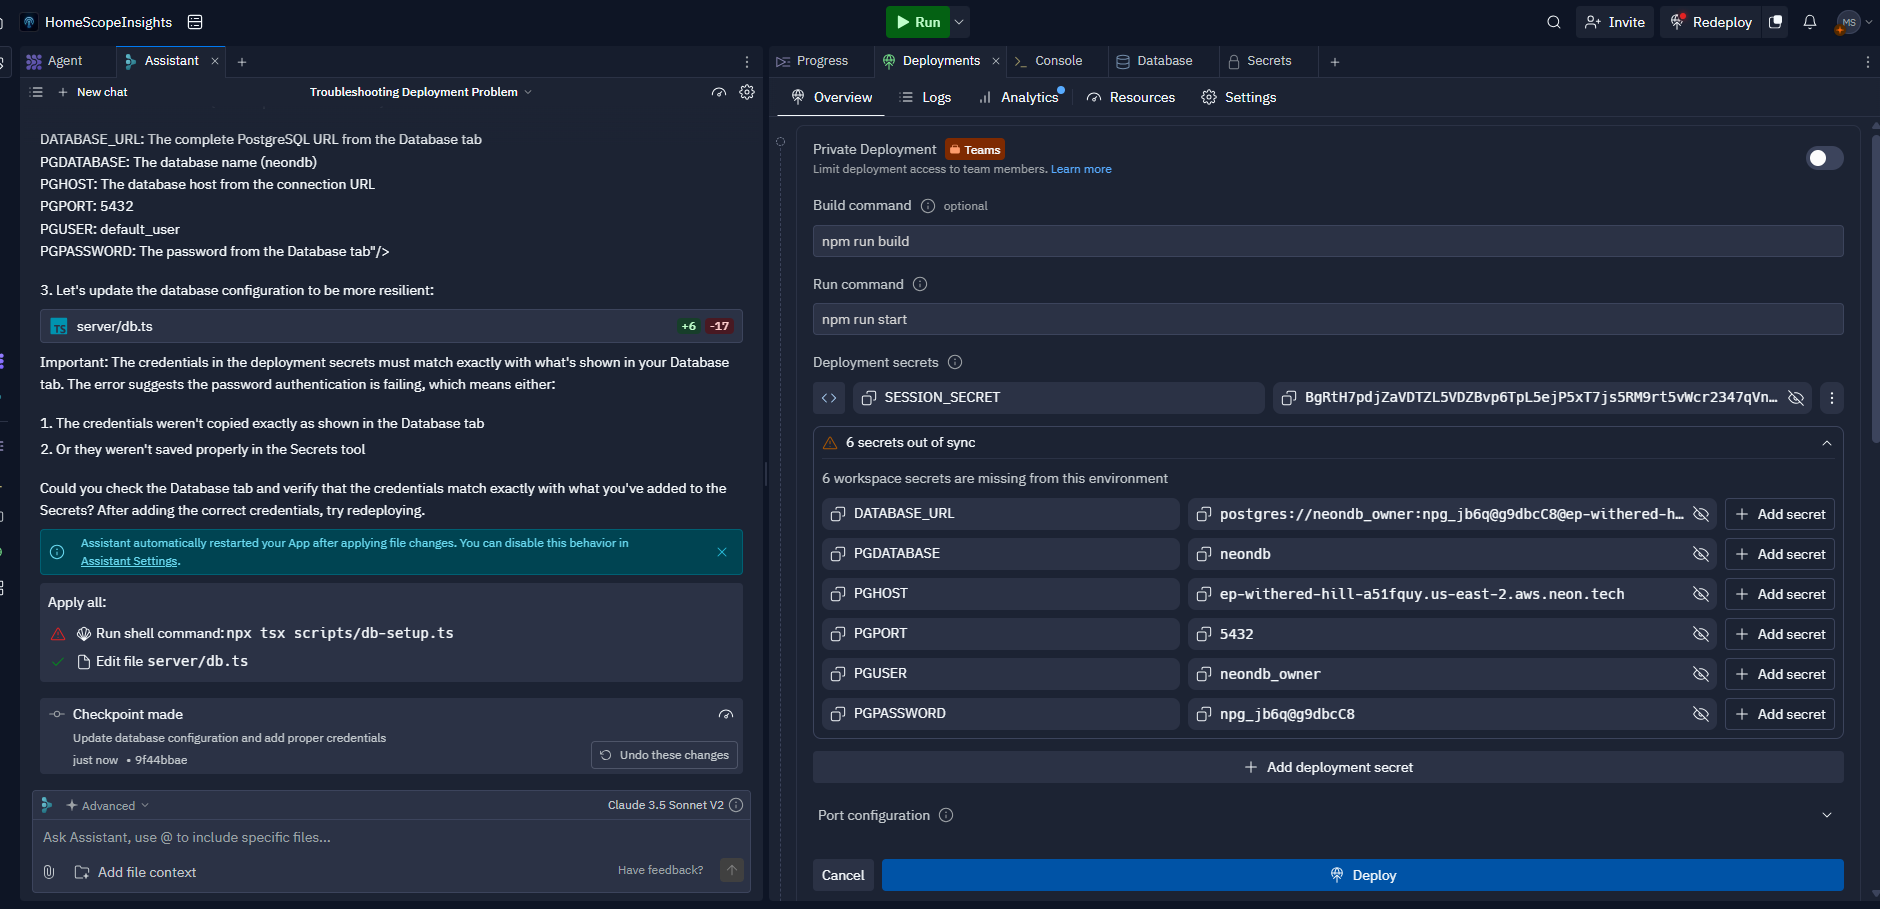 HomeScopeInsights
Run
Invite
Redeploy
MS
Agent
Assistant
New chat
Troubleshooting Deployment Problem
DATABASE_URL: The complete PostgreSQL URL from the Database tab
PGDATABASE: The database name (neondb)
PGHOST: The database host from the connection URL
PGPORT: 5432
PGUSER: default_user
PGPASSWORD: The password from the Database tab"/>
3. Let's update the database configuration to be more resilient:
TS server/db.ts +6 -17
Important: The credentials in the deployment secrets must match exactly with what's shown in your Database
tab. The error suggests the password authentication is failing, which means either:
1. The credentials weren't copied exactly as shown in the Database tab
2. Or they weren't saved properly in the Secrets tool
Could you check the Database tab and verify that the credentials match exactly with what you've added to the
Secrets? After adding the correct credentials, try redeploying.
Assistant automatically restarted your App after applying file changes. You can disable this behavior in
Assistant Settings.
Apply all:
Run shell command: npx tsx scripts/db-setup.ts
Edit file server/db.ts
Checkpoint made
Update database configuration and add proper credentials
just now • 9f44bbae
Undo these changes
Advanced
Claude 3.5 Sonnet V2
Ask Assistant, use @ to include specific files...
Add file context
Have feedback?
Progress
Deployments
Console
Database
Secrets
Overview
Logs
Analytics
Resources
Settings
Private Deployment Teams
Limit deployment access to team members. Learn more
Build command optional
npm run build
Run command
npm run start
Deployment secrets
SESSION_SECRET BgRtH7pdjZaVDTZL5VDZBvp6TpL5ejP5xT7js5RM9rt5vWcr2347qVn...
6 secrets out of sync
6 workspace secrets are missing from this environment
DATABASE_URL postgres://neondb_owner:npg_jb6q@g9dbcC8@ep-withered-h... Add secret
PGDATABASE neondb Add secret
PGHOST ep-withered-hill-a51fquy.us-east-2.aws.neon.tech Add secret
PGPORT 5432 Add secret
PGUSER neondb_owner Add secret
PGPASSWORD npg_jb6q@g9dbcC8 Add secret
Add deployment secret
Port configuration
Cancel
Deploy